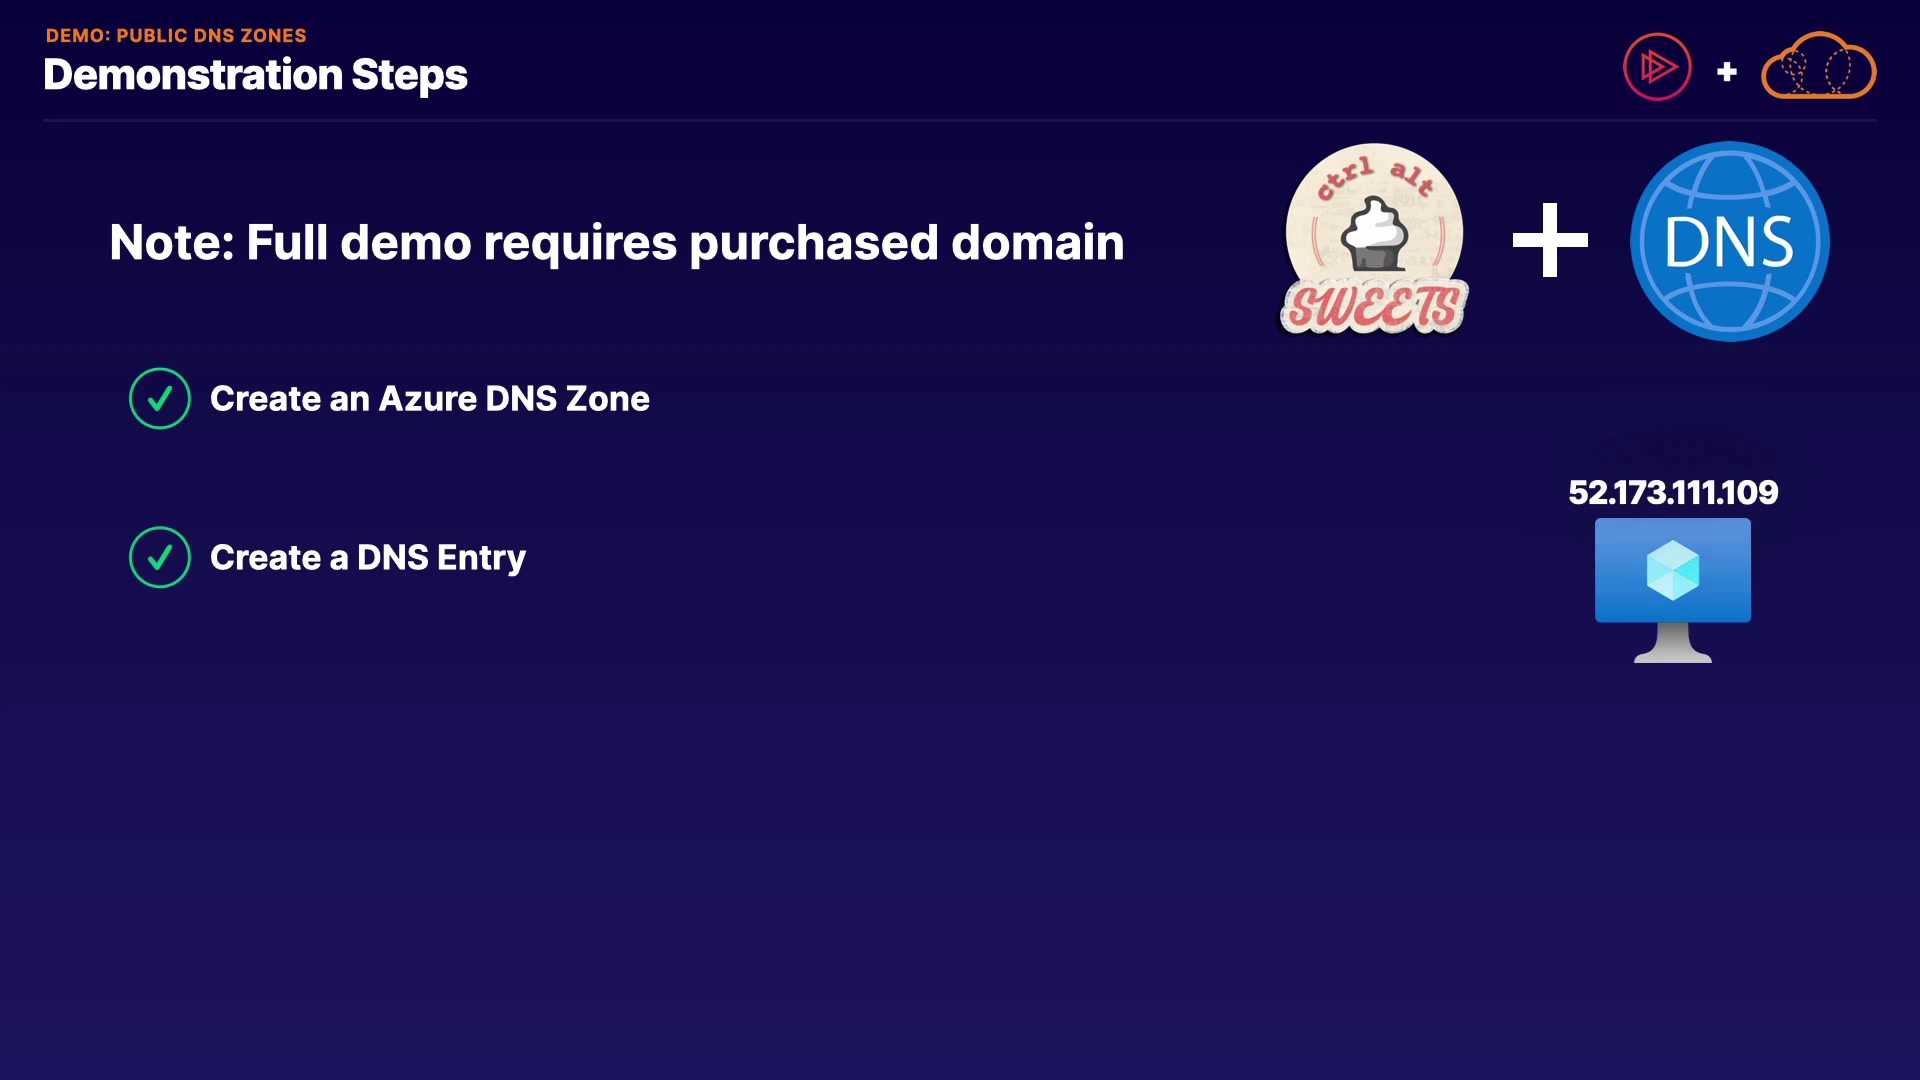 DEMO: PUBLIC DNS ZONES
Demonstration Steps
Note: Full demo requires purchased domain
ctrl alt
SWEETS
DNS
Create an Azure DNS Zone
52.173.111.109
Create a DNS Entry